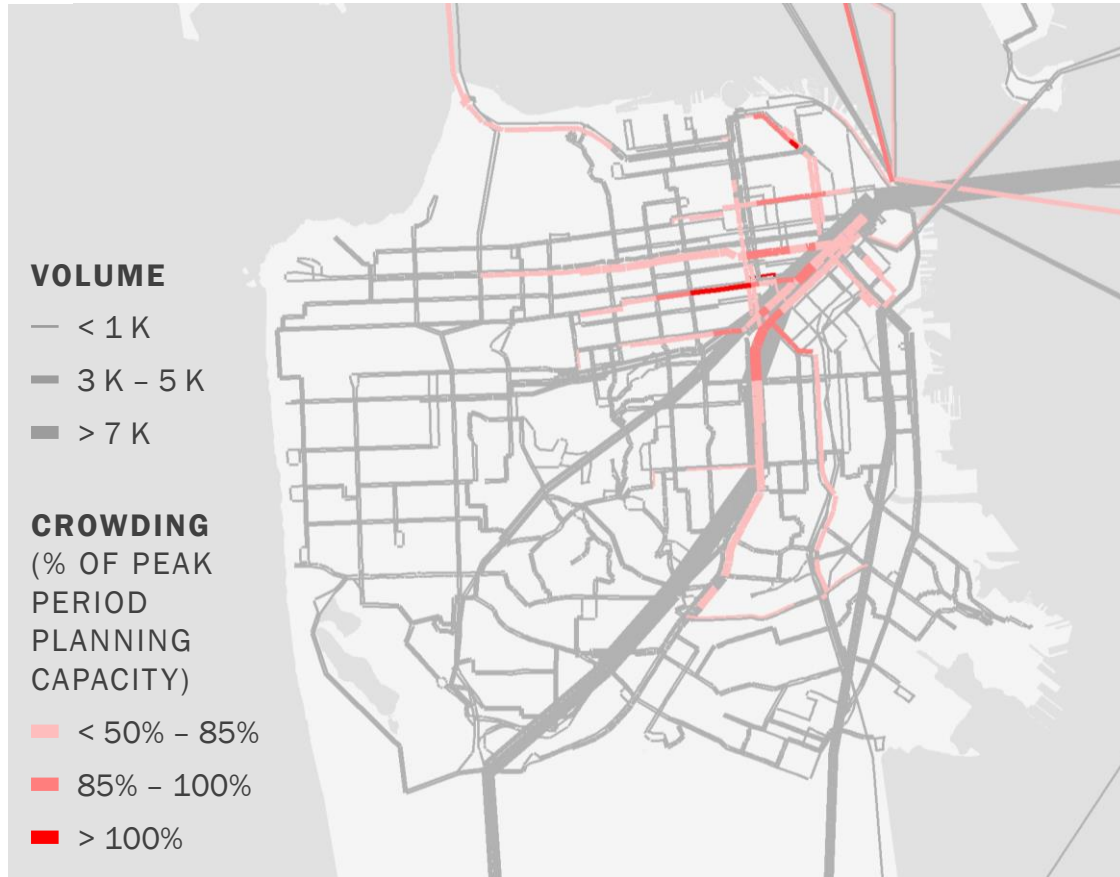 VOLUME
< 1 K
3 K – 5 K
> 7 K
CROWDING
(% OF PEAK
PERIOD
PLANNING
CAPACITY)
< 50% – 85%
85% – 100%
> 100%